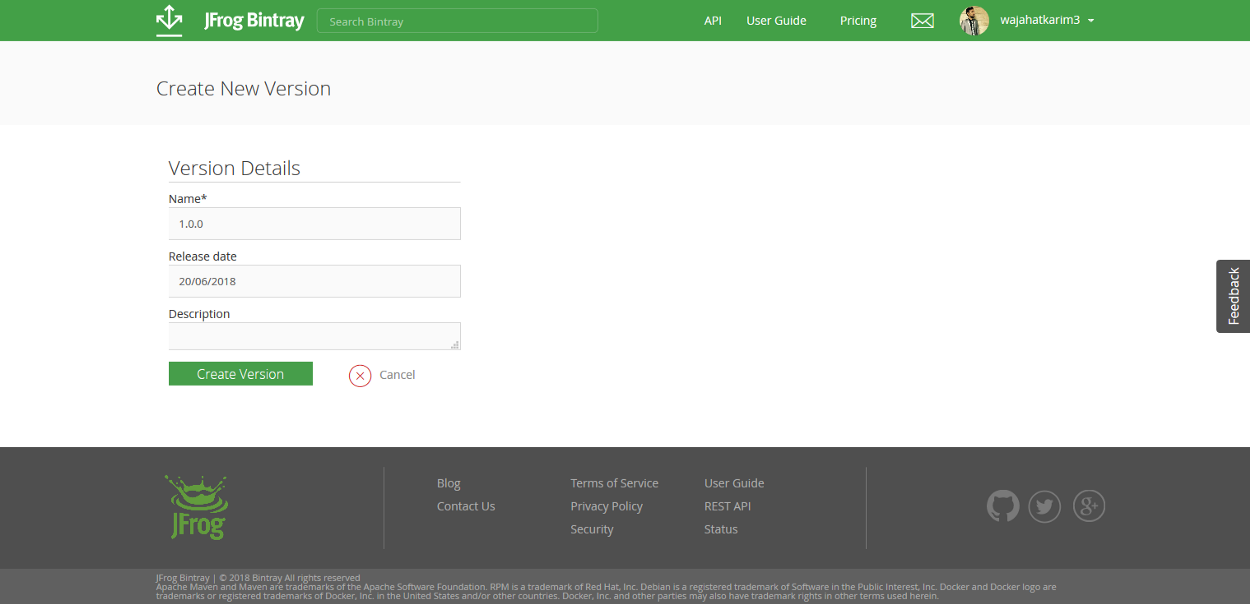 JFrog Bintray
Search Bintray
API
User Guide
Pricing
wajahatkarim3
Create New Version
Version Details
Name*
1.0.0
Release date
20/06/2018
Description
Create Version
Cancel
Feedback
JFrog
Blog
Terms of Service
User Guide
Contact Us
Privacy Policy
REST API
Security
Status
g+
JFrog Bintray | © 2018 Bintray All rights reserved
Apache Maven and Maven are trademarks of the Apache Software Foundation. RPM is a trademark of Red Hat, Inc. Debian is a registered trademark of Software in the Public Interest, Inc. Docker and Docker logo are
trademarks or registered trademarks of Docker, Inc. in the United States and/or other countries. Docker, Inc. and other parties may also have trademark rights in other terms used herein.